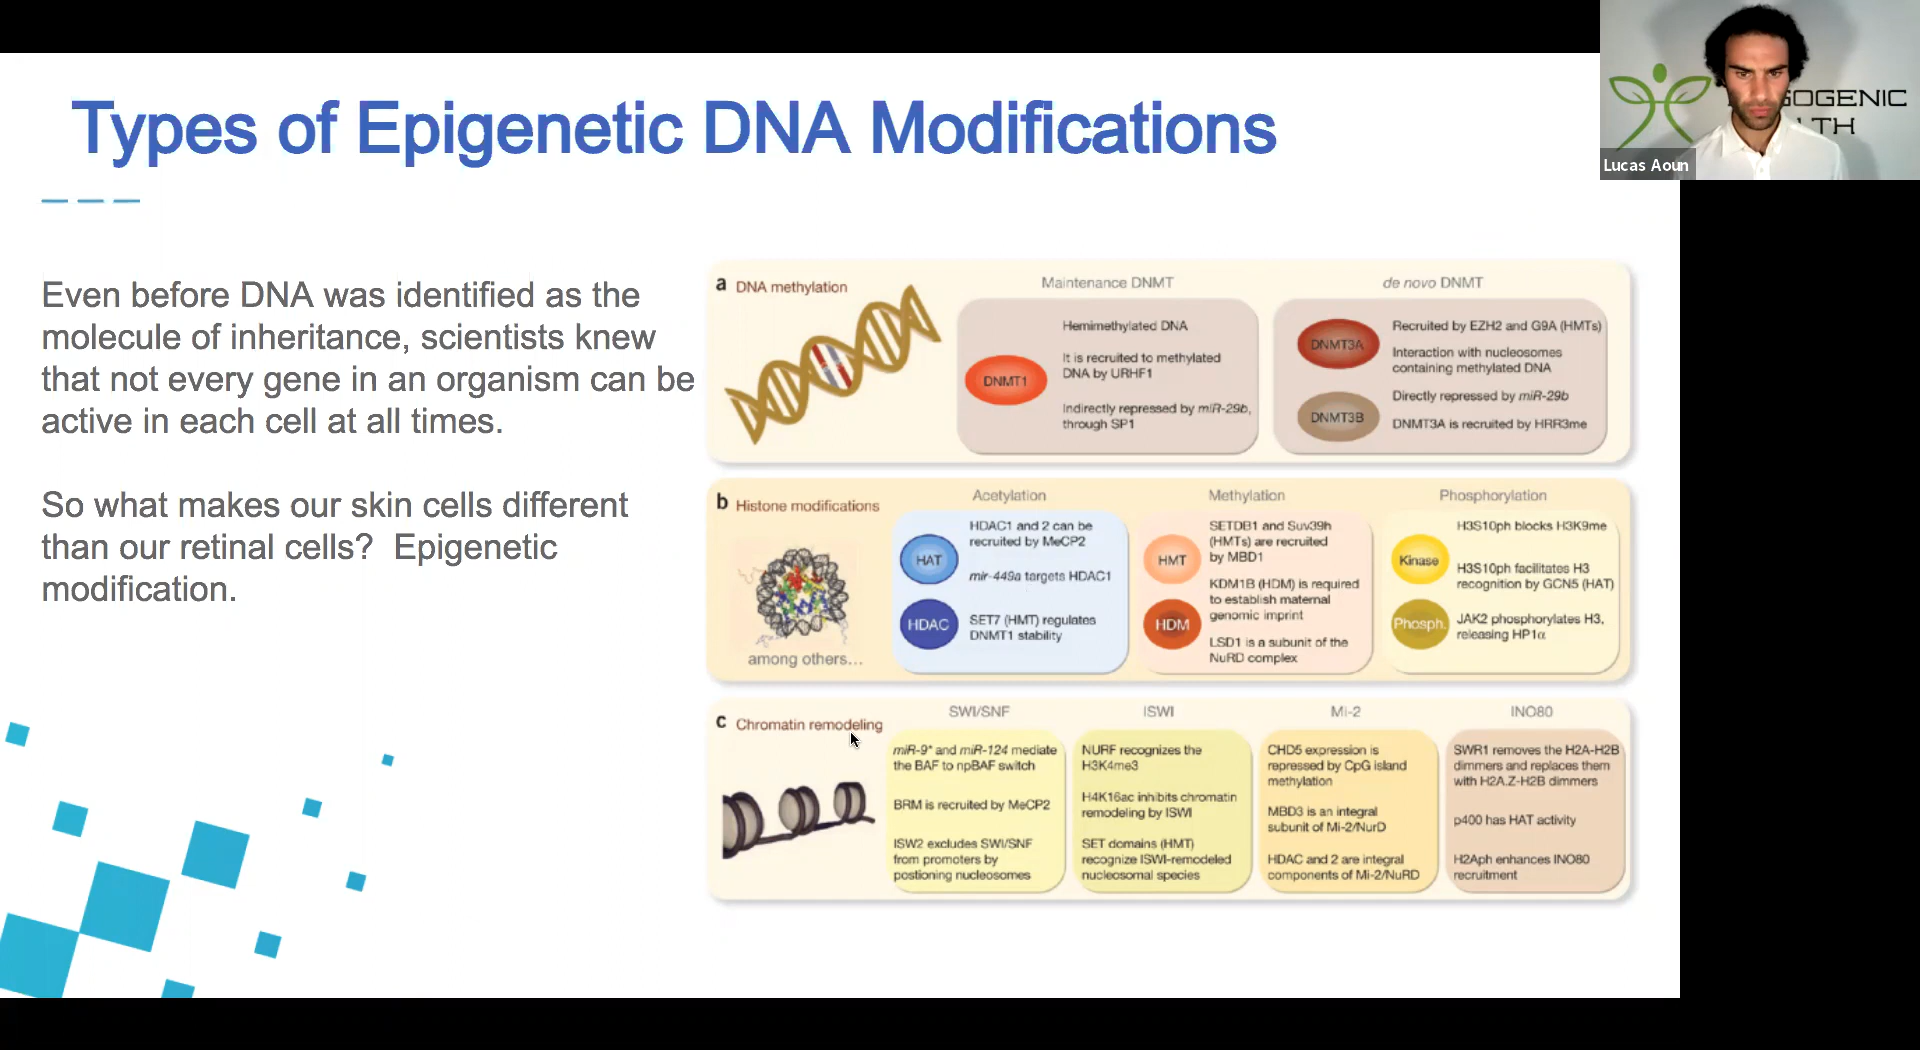 Types of Epigenetic DNA Modifications
Even before DNA was identified as the
molecule of inheritance, scientists knew
that not every gene in an organism can be
active in each cell at all times.
So what makes our skin cells different
than our retinal cells?  Epigenetic
modification.
a DNA methylation
Maintenance DNMT
DNMT1
Hemimethylated DNA
It is recruited to methylated
DNA by URHF1
Indirectly repressed by miR-29b,
through SP1
de novo DNMT
DNMT3A
DNMT3B
Recruited by EZH2 and G9A (HMTs)
Interaction with nucleosomes
containing methylated DNA
Directly repressed by miR-29b
DNMT3A is recruited by HRR3me
b Histone modifications
among others...
Acetylation
HAT
HDAC
HDAC1 and 2 can be
recruited by MeCP2
mir-449a targets HDAC1
SET7 (HMT) regulates
DNMT1 stability
Methylation
HMT
HDM
SETDB1 and Suv39h
(HMTs) are recruited
by MBD1
KDM1B (HDM) is required
to establish maternal
genomic imprint
LSD1 is a subunit of the
NuRD complex
Phosphorylation
Kinase
Phosph.
H3S10ph blocks H3K9me
H3S10ph facilitates H3
recognition by GCN5 (HAT)
JAK2 phosphorylates H3,
releasing HP1α
c Chromatin remodeling
SWI/SNF
miR-9* and miR-124 mediate
the BAF to npBAF switch
BRM is recruited by MeCP2
ISW2 excludes SWI/SNF
from promoters by
postioning nucleosomes
ISWI
NURF recognizes the
H3K4me3
H4K16ac inhibits chromatin
remodeling by ISWI
SET domains (HMT)
recognize ISWI-remodeled
nucleosomal species
Mi-2
CHD5 expression is
repressed by CpG island
methylation
MBD3 is an integral
subunit of Mi-2/NurD
HDAC and 2 are integral
components of Mi-2/NuRD
INO80
SWR1 removes the H2A-H2B
dimmers and replaces them
with H2A.Z-H2B dimmers
p400 has HAT activity
H2Aph enhances INO80
recruitment
Lucas Aoun